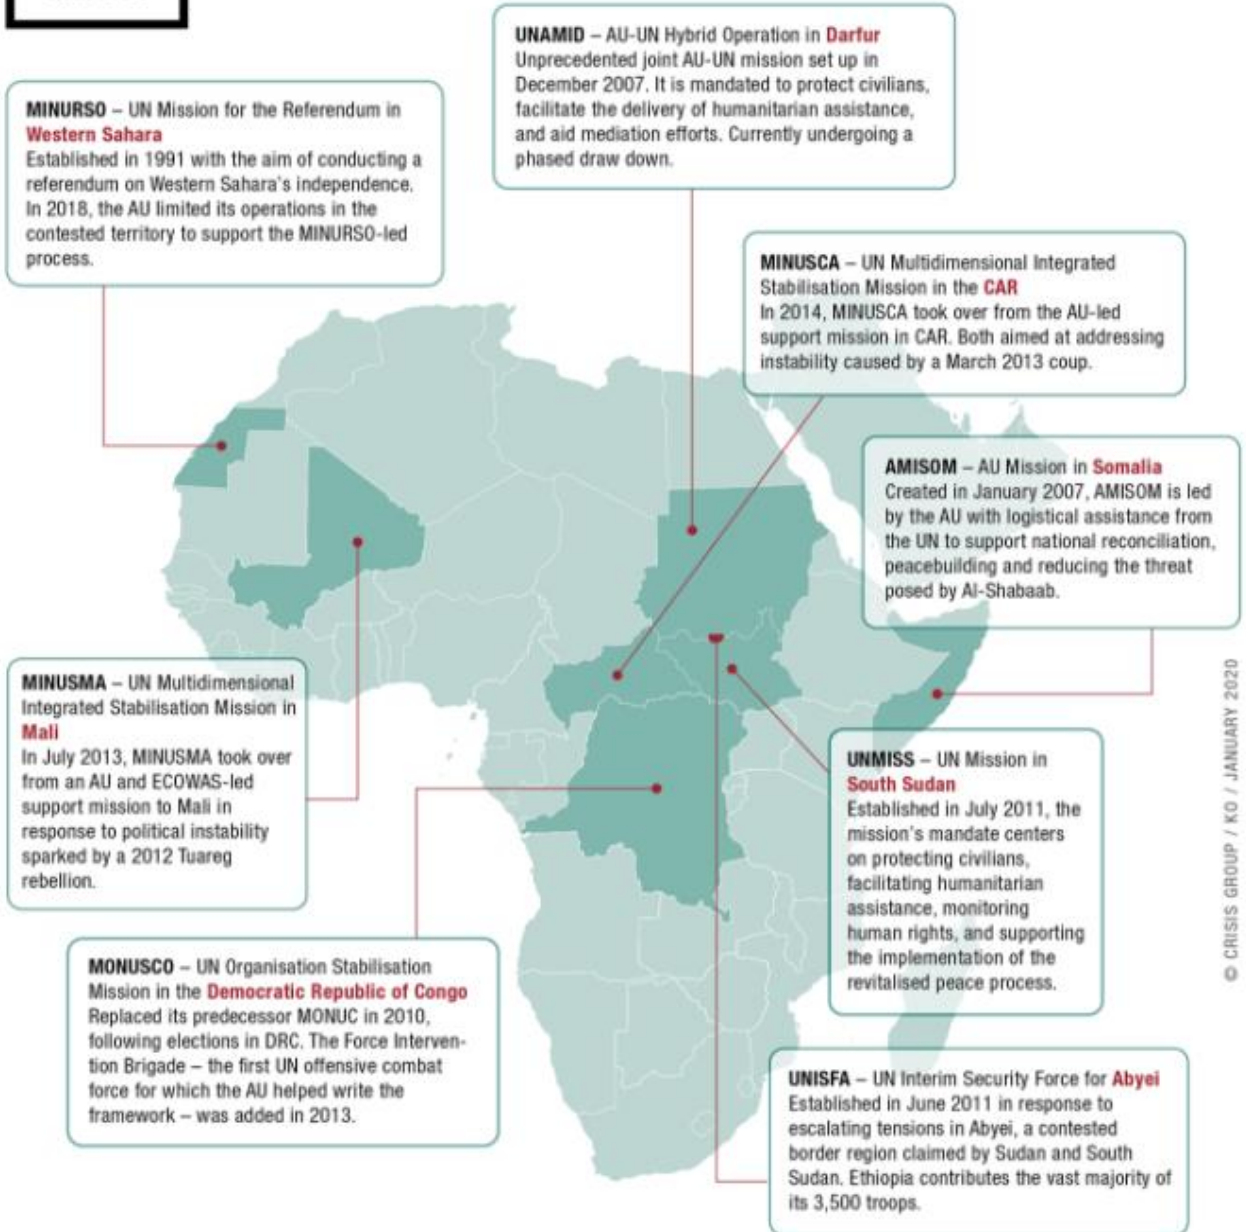 UNAMID – AU-UN Hybrid Operation in Darfur
Unprecedented joint AU-UN mission set up in
December 2007. It is mandated to protect civilians,
facilitate the delivery of humanitarian assistance,
and aid mediation efforts. Currently undergoing a
phased draw down.
MINURSO – UN Mission for the Referendum in
Western Sahara
Established in 1991 with the aim of conducting a
referendum on Western Sahara's independence.
In 2018, the AU limited its operations in the
contested territory to support the MINURSO-led
process.
MINUSCA – UN Multidimensional Integrated
Stabilisation Mission in the CAR
In 2014, MINUSCA took over from the AU-led
support mission in CAR. Both aimed at addressing
instability caused by a March 2013 coup.
AMISOM – AU Mission in Somalia
Created in January 2007, AMISOM is led
by the AU with logistical assistance from
the UN to support national reconciliation,
peacebuilding and reducing the threat
posed by Al-Shabaab.
MINUSMA – UN Multidimensional
Integrated Stabilisation Mission in
Mali
In July 2013, MINUSMA took over
from an AU and ECOWAS-led
support mission to Mali in
response to political instability
sparked by a 2012 Tuareg
rebellion.
UNMISS – UN Mission in
South Sudan
Established in July 2011, the
mission's mandate centers
on protecting civilians,
facilitating humanitarian
assistance, monitoring
human rights, and supporting
the implementation of the
revitalised peace process.
MONUSCO – UN Organisation Stabilisation
Mission in the Democratic Republic of Congo
Replaced its predecessor MONUC in 2010,
following elections in DRC. The Force Interven-
tion Brigade – the first UN offensive combat
force for which the AU helped write the
framework – was added in 2013.
UNISFA – UN Interim Security Force for Abyei
Established in June 2011 in response to
escalating tensions in Abyei, a contested
border region claimed by Sudan and South
Sudan. Ethiopia contributes the vast majority of
its 3,500 troops.
© CRISIS GROUP / KO / JANUARY 2020